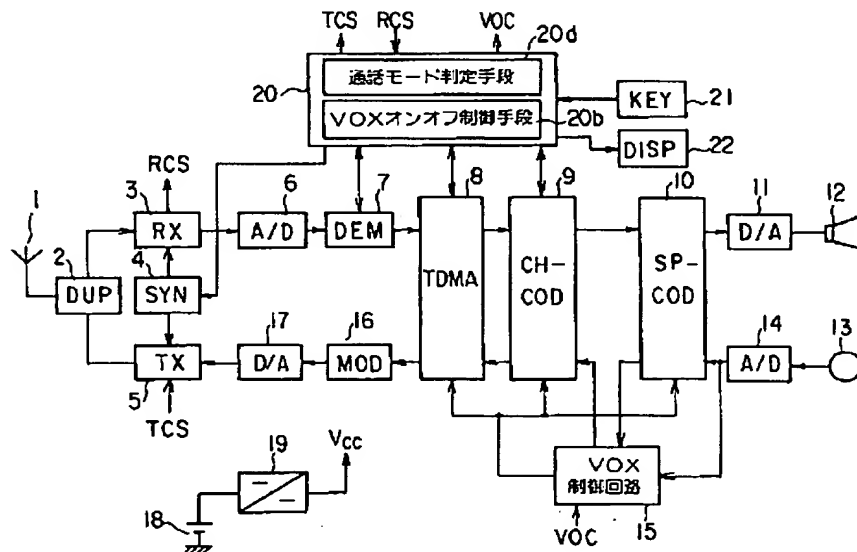 TCS RCS VOC
20d
通話モード判定手段
20
VOXオンオフ制御手段
20b
KEY
21
DISP
22
RCS
1
3
RX
6
A/D
7
DEM
8
TDMA
9
CH-
COD
10
SP-
COD
11
D/A
12
2
DUP
4
SYN
5
TX
TCS
17
D/A
16
MOD
14
A/D
13
VOX
制御回路
15
VOC
18
19
VCC